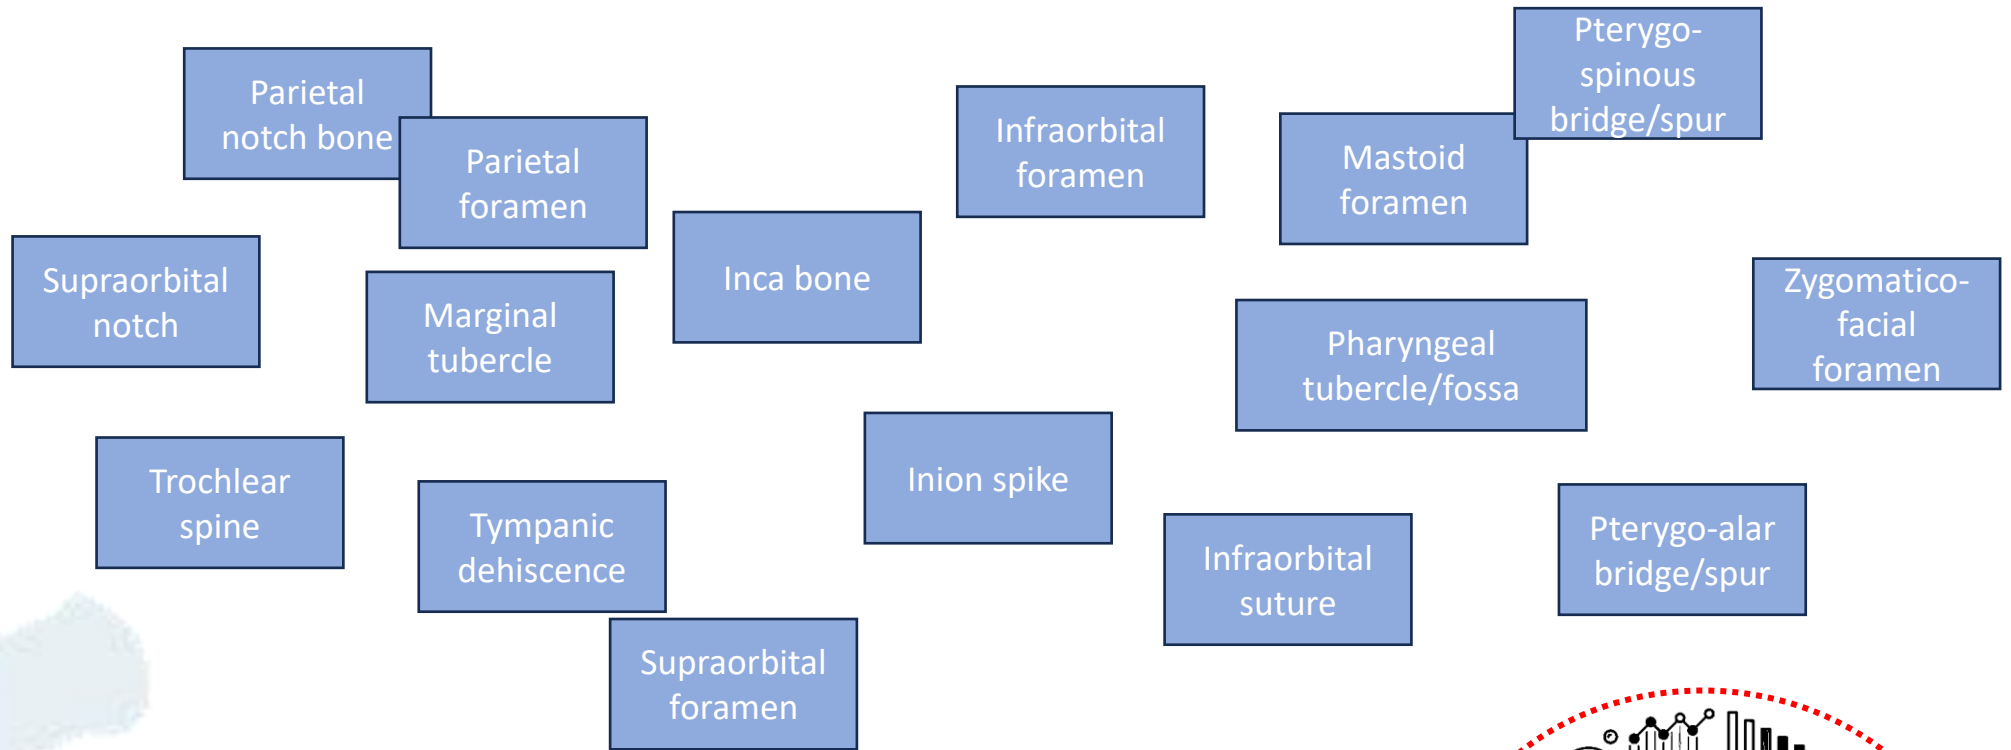 Parietal
notch bone
Parietal
foramen
Infraorbital
foramen
Mastoid
foramen
Pterygo-
spinous
bridge/spur
Supraorbital
notch
Marginal
tubercle
Inca bone
Pharyngeal
tubercle/fossa
Zygomatico-
facial
foramen
Trochlear
spine
Tympanic
dehiscence
Inion spike
Infraorbital
suture
Pterygo-alar
bridge/spur
Supraorbital
foramen